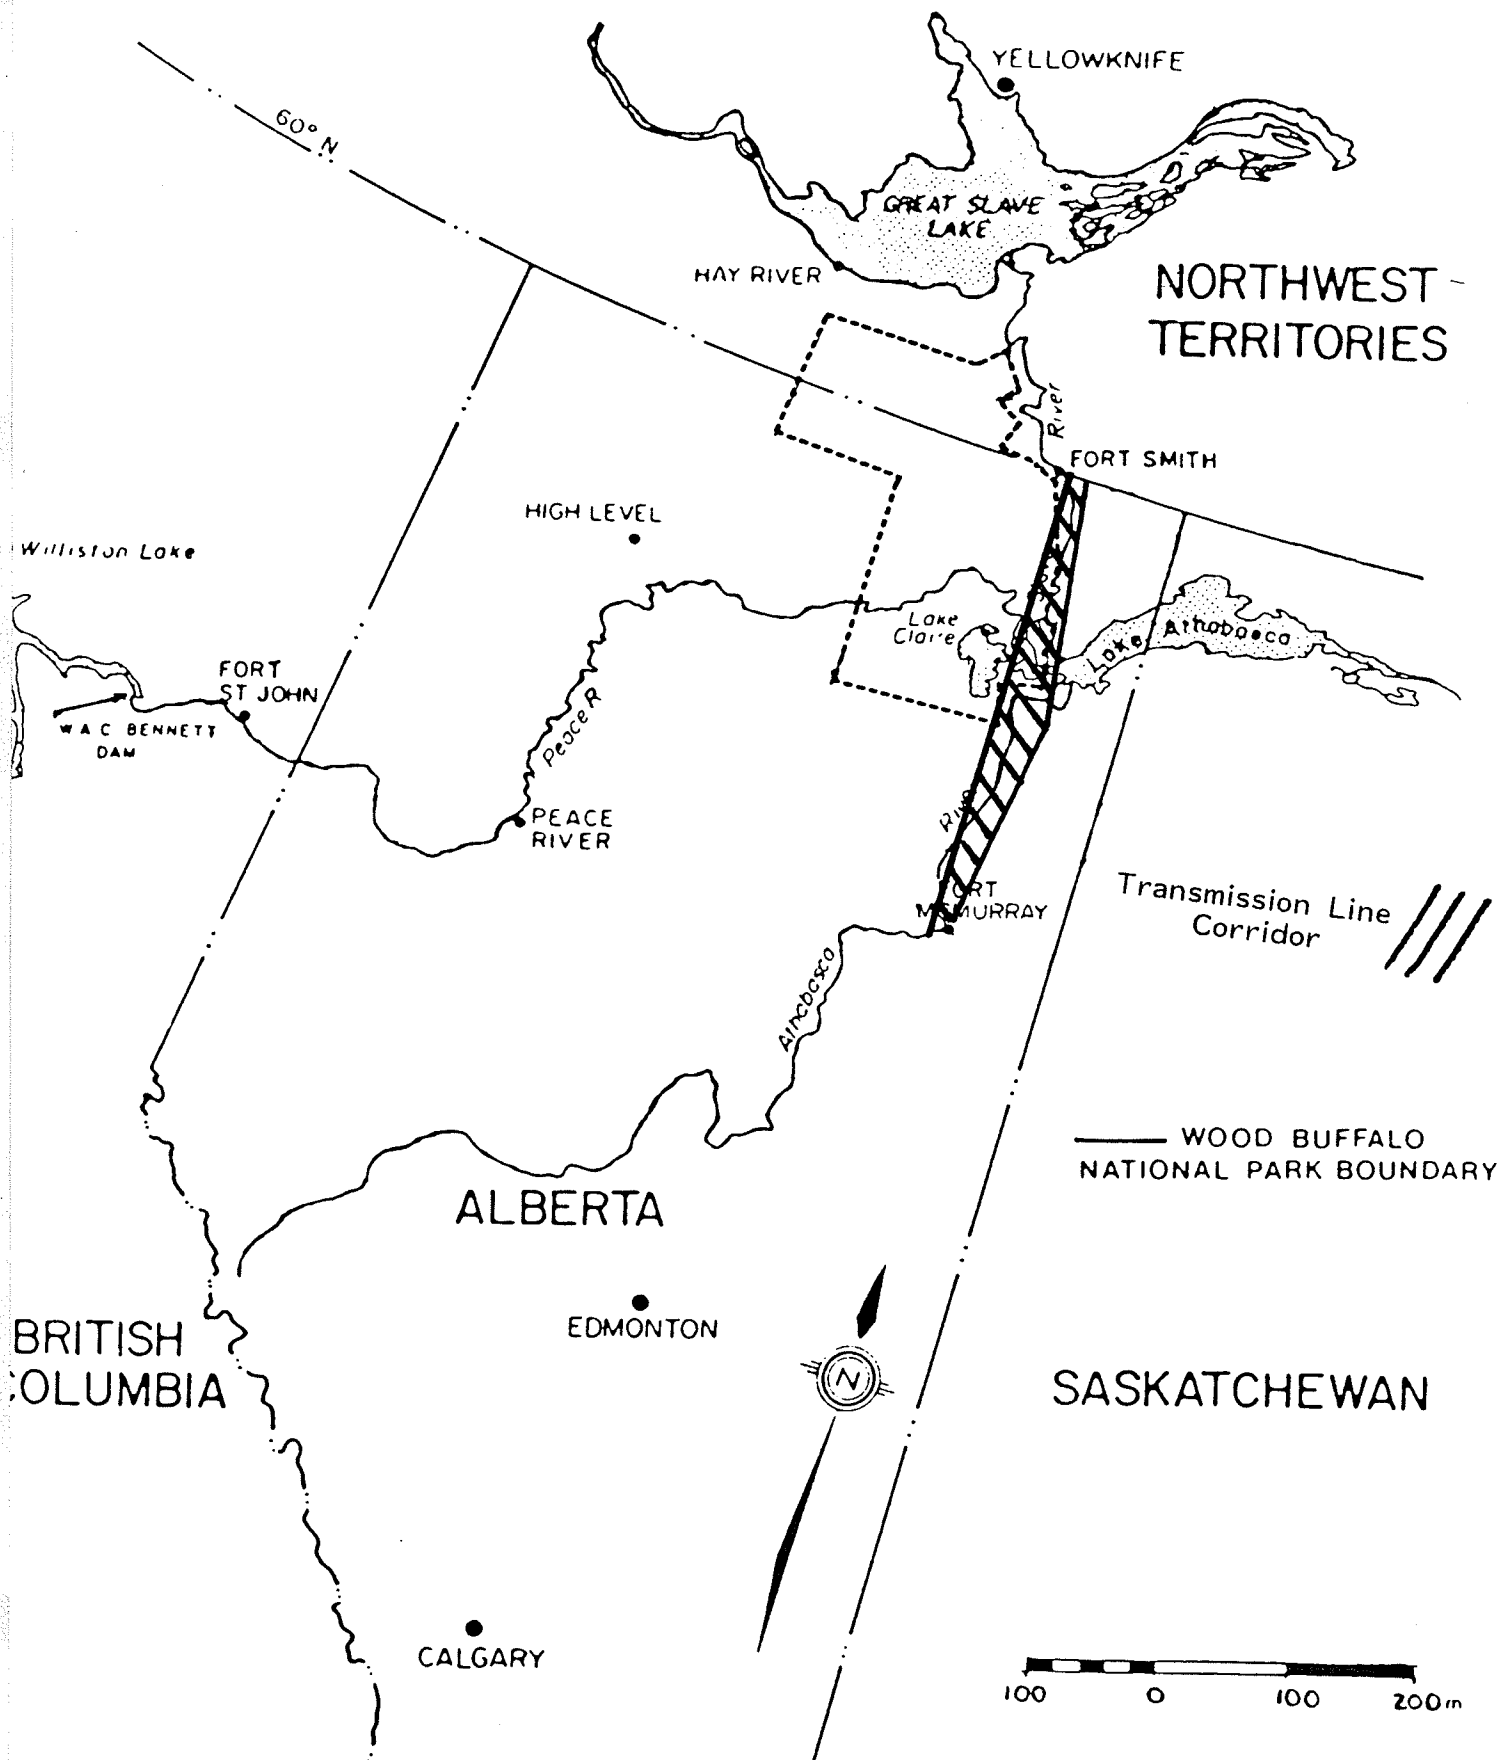 YELLOWKNIFE
60° N
GREAT SLAVE
LAKE
HAY RIVER
NORTHWEST
TERRITORIES
River
FORT SMITH
HIGH LEVEL
Williston Lake
Lake
Claire
Lake Athabasca
FORT
ST JOHN
W A C BENNETT
DAM
Peace R
PEACE
RIVER
River
FORT
MCMURRAY
Transmission Line
Corridor
Athabasca
WOOD BUFFALO
NATIONAL PARK BOUNDARY
ALBERTA
EDMONTON
BRITISH
COLUMBIA
N
SASKATCHEWAN
CALGARY
100 0 100 200m